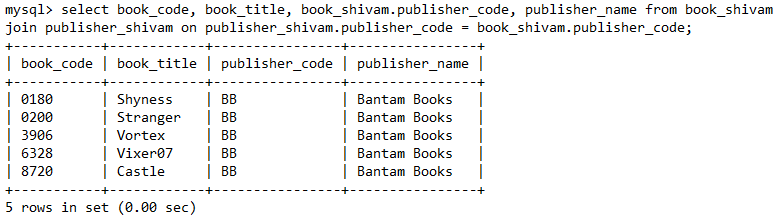 mysql> select book_code, book_title, book_shivam.publisher_code, publisher_name from book_shivam
join publisher_shivam on publisher_shivam.publisher_code = book_shivam.publisher_code;
+-----------+------------+----------------+----------------+
| book_code | book_title | publisher_code | publisher_name |
+-----------+------------+----------------+----------------+
| 0180      | Shyness    | BB             | Bantam Books   |
| 0200      | Stranger   | BB             | Bantam Books   |
| 3906      | Vortex     | BB             | Bantam Books   |
| 6328      | Vixer07    | BB             | Bantam Books   |
| 8720      | Castle     | BB             | Bantam Books   |
+-----------+------------+----------------+----------------+
5 rows in set (0.00 sec)